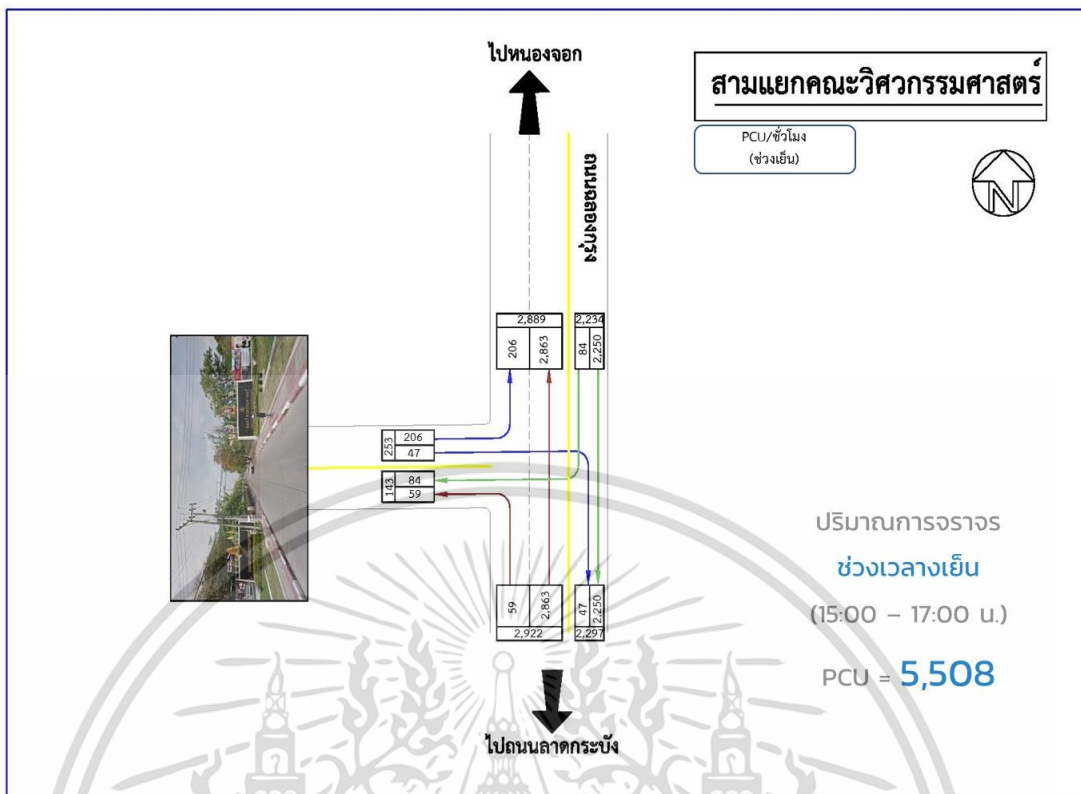 ไปหนองจอก
สามแยกคณะวิศวกรรมศาสตร์
PCU/ชั่วโมง
(ช่วงเย็น)
N
ถนนฉลองกรุง
2,889
206
2,863
2,234
84
2,250
253
206
47
143
84
59
59
2,863
2,922
47
2,250
2,297
ปริมาณการจราจร
ช่วงเวลางเย็น
(15:00 – 17:00 น.)
PCU = 5,508
ไปถนนลาดกระบัง